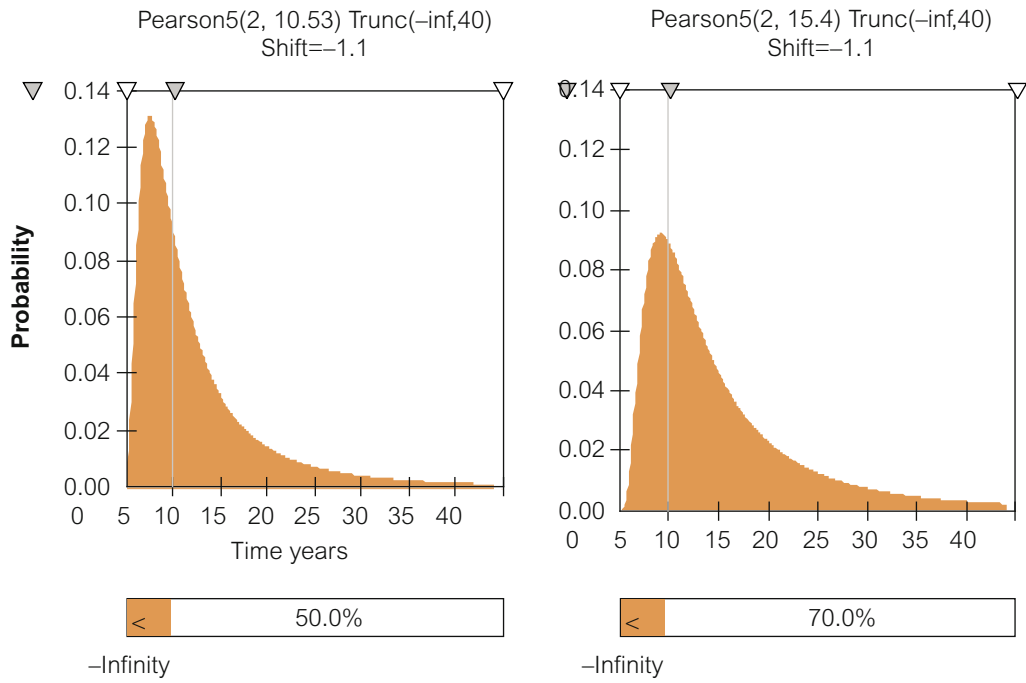 Pearson5(2, 10.53) Trunc(–inf,40)
Shift=–1.1
Probability
0.14
0.12
0.10
0.08
0.06
0.04
0.02
0.00
0 5 10 15 20 25 30 35 40
Time years
< 50.0%
–Infinity
Pearson5(2, 15.4) Trunc(–inf,40)
Shift=–1.1
0.14
0.12
0.10
0.08
0.06
0.04
0.02
0.00
0 5 10 15 20 25 30 35 40
< 70.0%
–Infinity